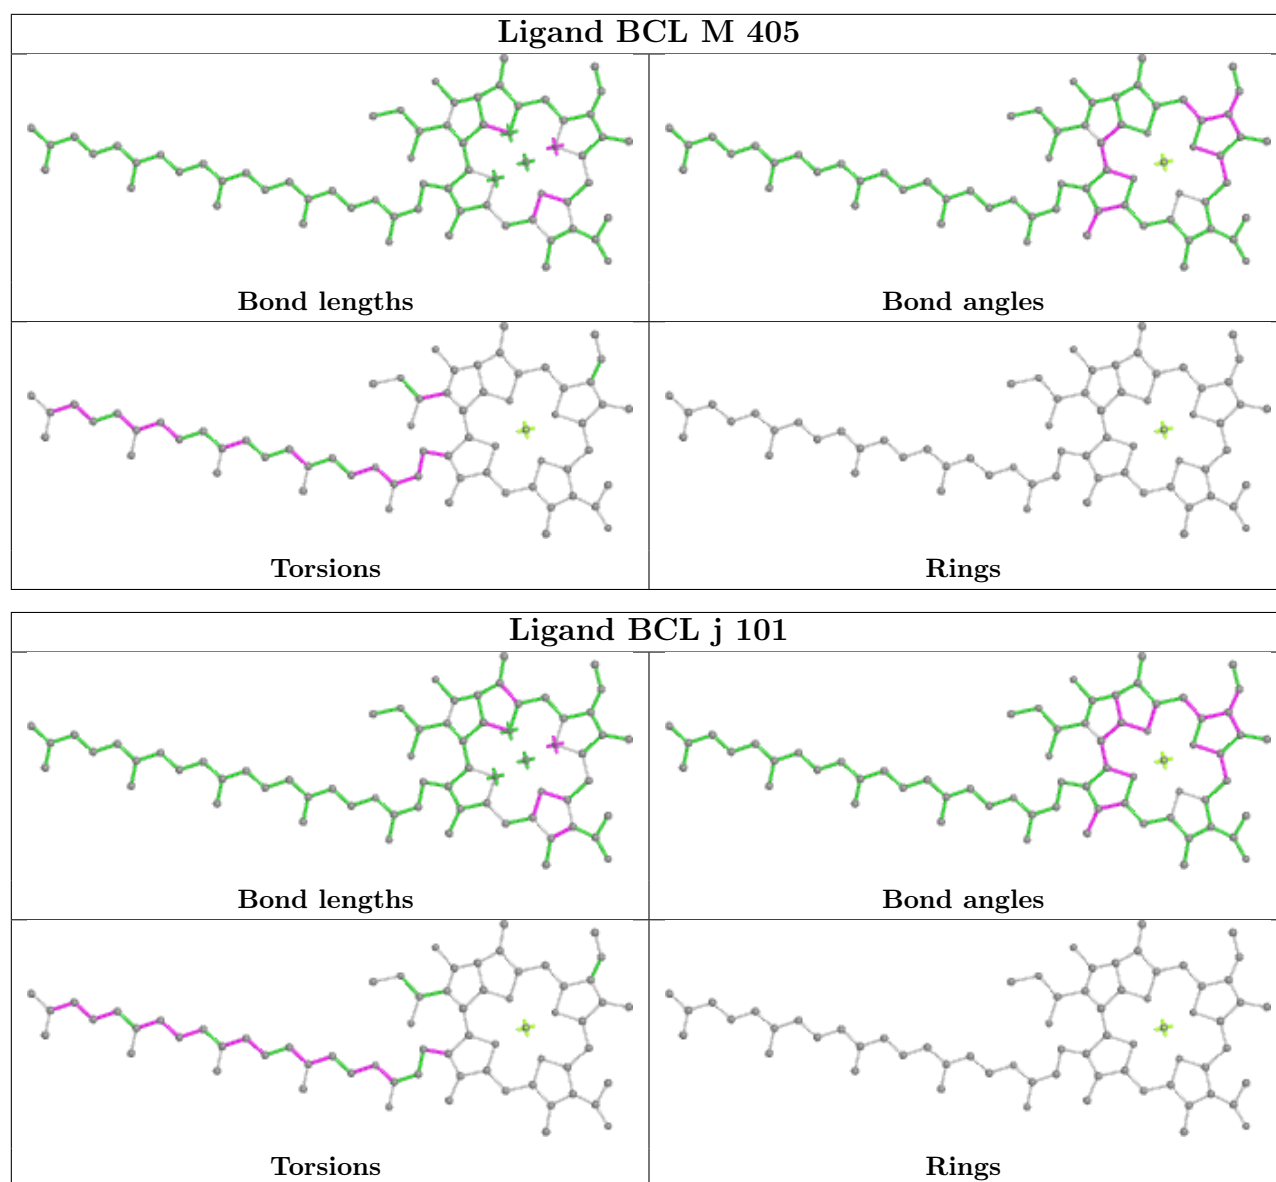 Ligand BCL M 405
Bond lengths
Bond angles
Torsions
Rings
Ligand BCL j 101
Bond lengths
Bond angles
Torsions
Rings